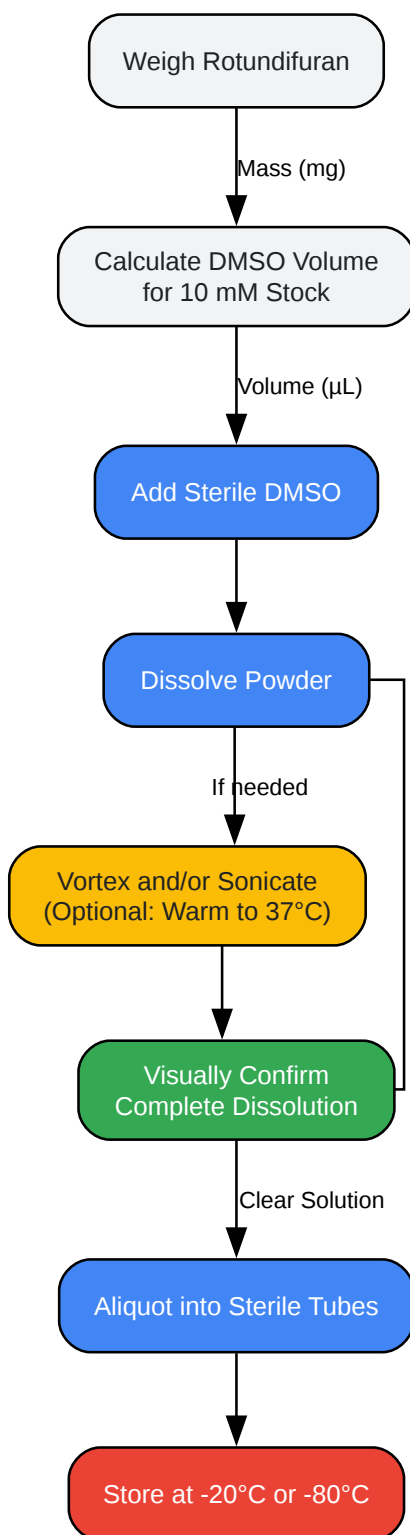 Weigh Rotundifuran
Mass (mg)
Calculate DMSO Volume
for 10 mM Stock
Volume (µL)
Add Sterile DMSO
Dissolve Powder
If needed
Vortex and/or Sonicate
(Optional: Warm to 37°C)
Visually Confirm
Complete Dissolution
Clear Solution
Aliquot into Sterile Tubes
Store at -20°C or -80°C